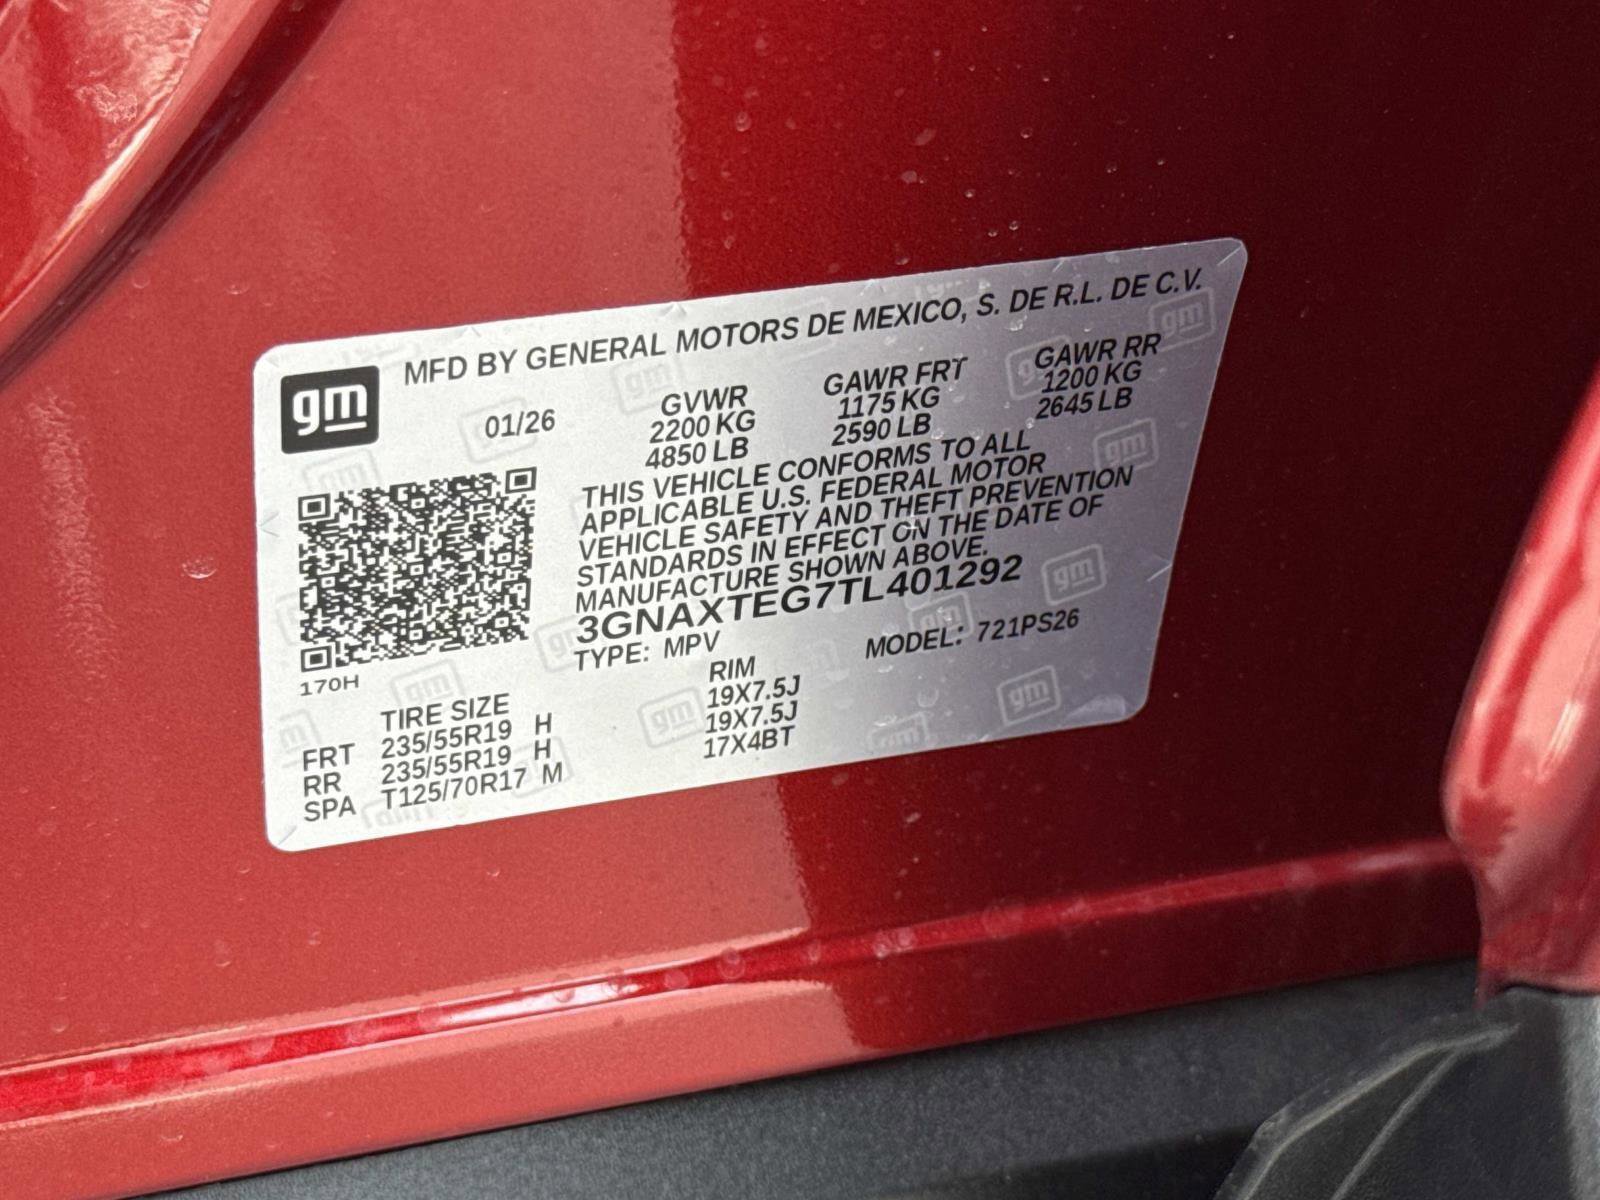 MFD BY GENERAL MOTORS DE MEXICO, S. DE R.L. DE C.V.
gm
01/26
GVWR GAWR FRT GAWR RR
2200 KG 1175 KG 1200 KG
4850 LB 2590 LB 2645 LB
THIS VEHICLE CONFORMS TO ALL
APPLICABLE U.S. FEDERAL MOTOR
VEHICLE SAFETY AND THEFT PREVENTION
STANDARDS IN EFFECT ON THE DATE OF
MANUFACTURE SHOWN ABOVE.
3GNAXTEG7TL401292
TYPE: MPV MODEL: 721PS26
170H
TIRE SIZE RIM
FRT 235/55R19 H 19X7.5J
RR 235/55R19 H 19X7.5J
SPA T125/70R17 M 17X4BT